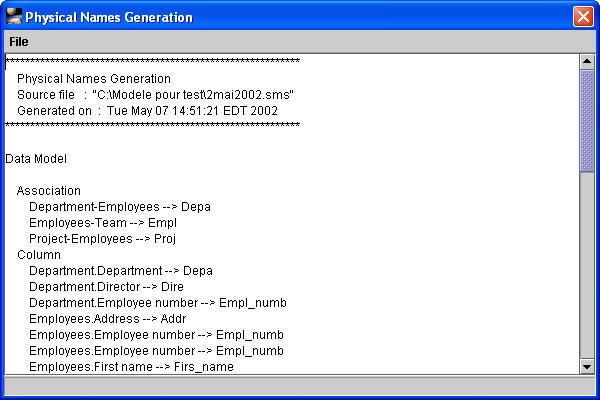 Physical Names Generation
File
***********************************************************
Physical Names Generation
Source file : "C:\Modele pour test\2mai2002.sms"
Generated on : Tue May 07 14:51:21 EDT 2002
***********************************************************
Data Model
Association
Department-Employees --> Depa
Employees-Team --> Empl
Project-Employees --> Proj
Column
Department.Department --> Depa
Department.Director --> Dire
Department.Employee number --> Empl_numb
Employees.Address --> Addr
Employees.Employee number --> Empl_numb
Employees.Employee number --> Empl_numb
Employees.First name --> Firs_name